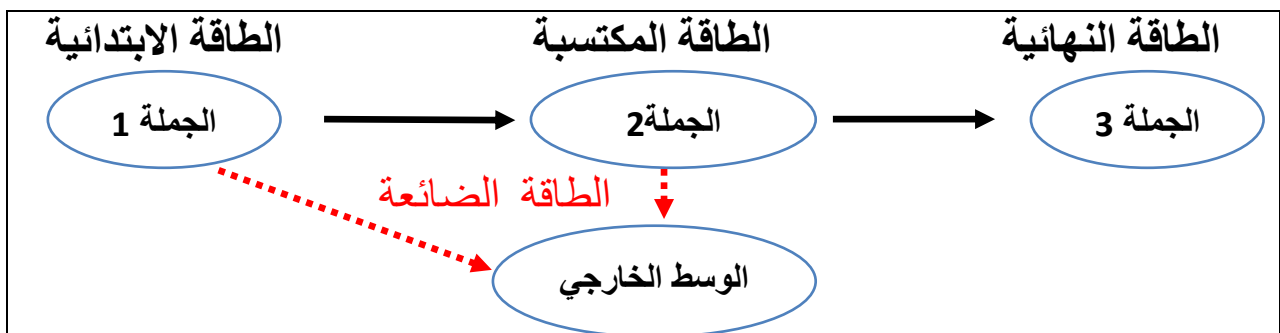 الطاقة الابتدائية
الطاقة المكتسبة
الطاقة النهائية
الجملة 1
الجملة2
الجملة 3
الطاقة الضائعة
الوسط الخارجي